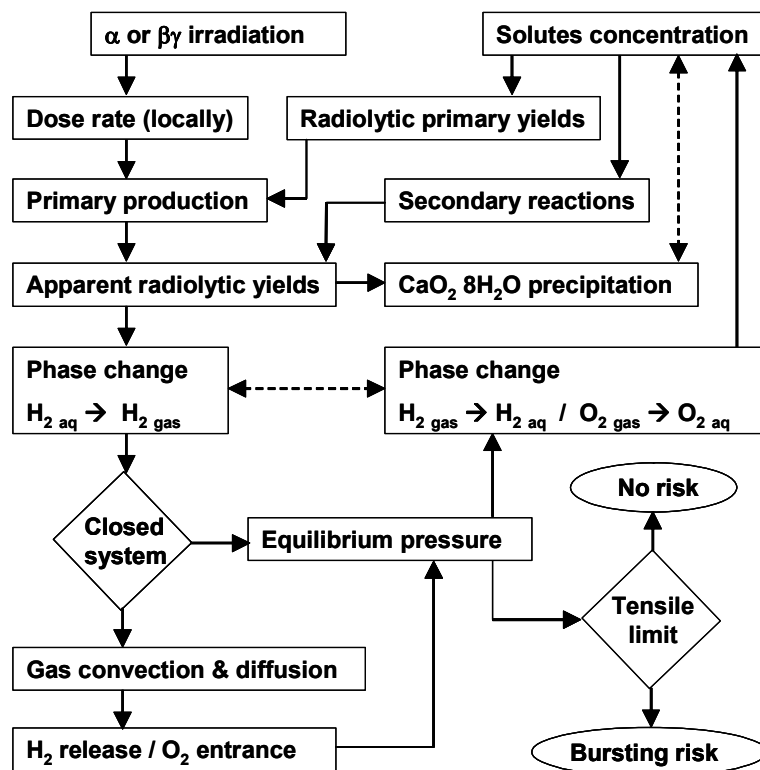 α or βγ irradiation
Solutes concentration
Dose rate (locally)
Radiolytic primary yields
Primary production
Secondary reactions
Apparent radiolytic yields
CaO₂ 8H₂O precipitation
Phase change
H₂ aq → H₂ gas
Phase change
H₂ gas → H₂ aq / O₂ gas → O₂ aq
No risk
Closed
system
Equilibrium pressure
Tensile
limit
Gas convection & diffusion
H₂ release / O₂ entrance
Bursting risk